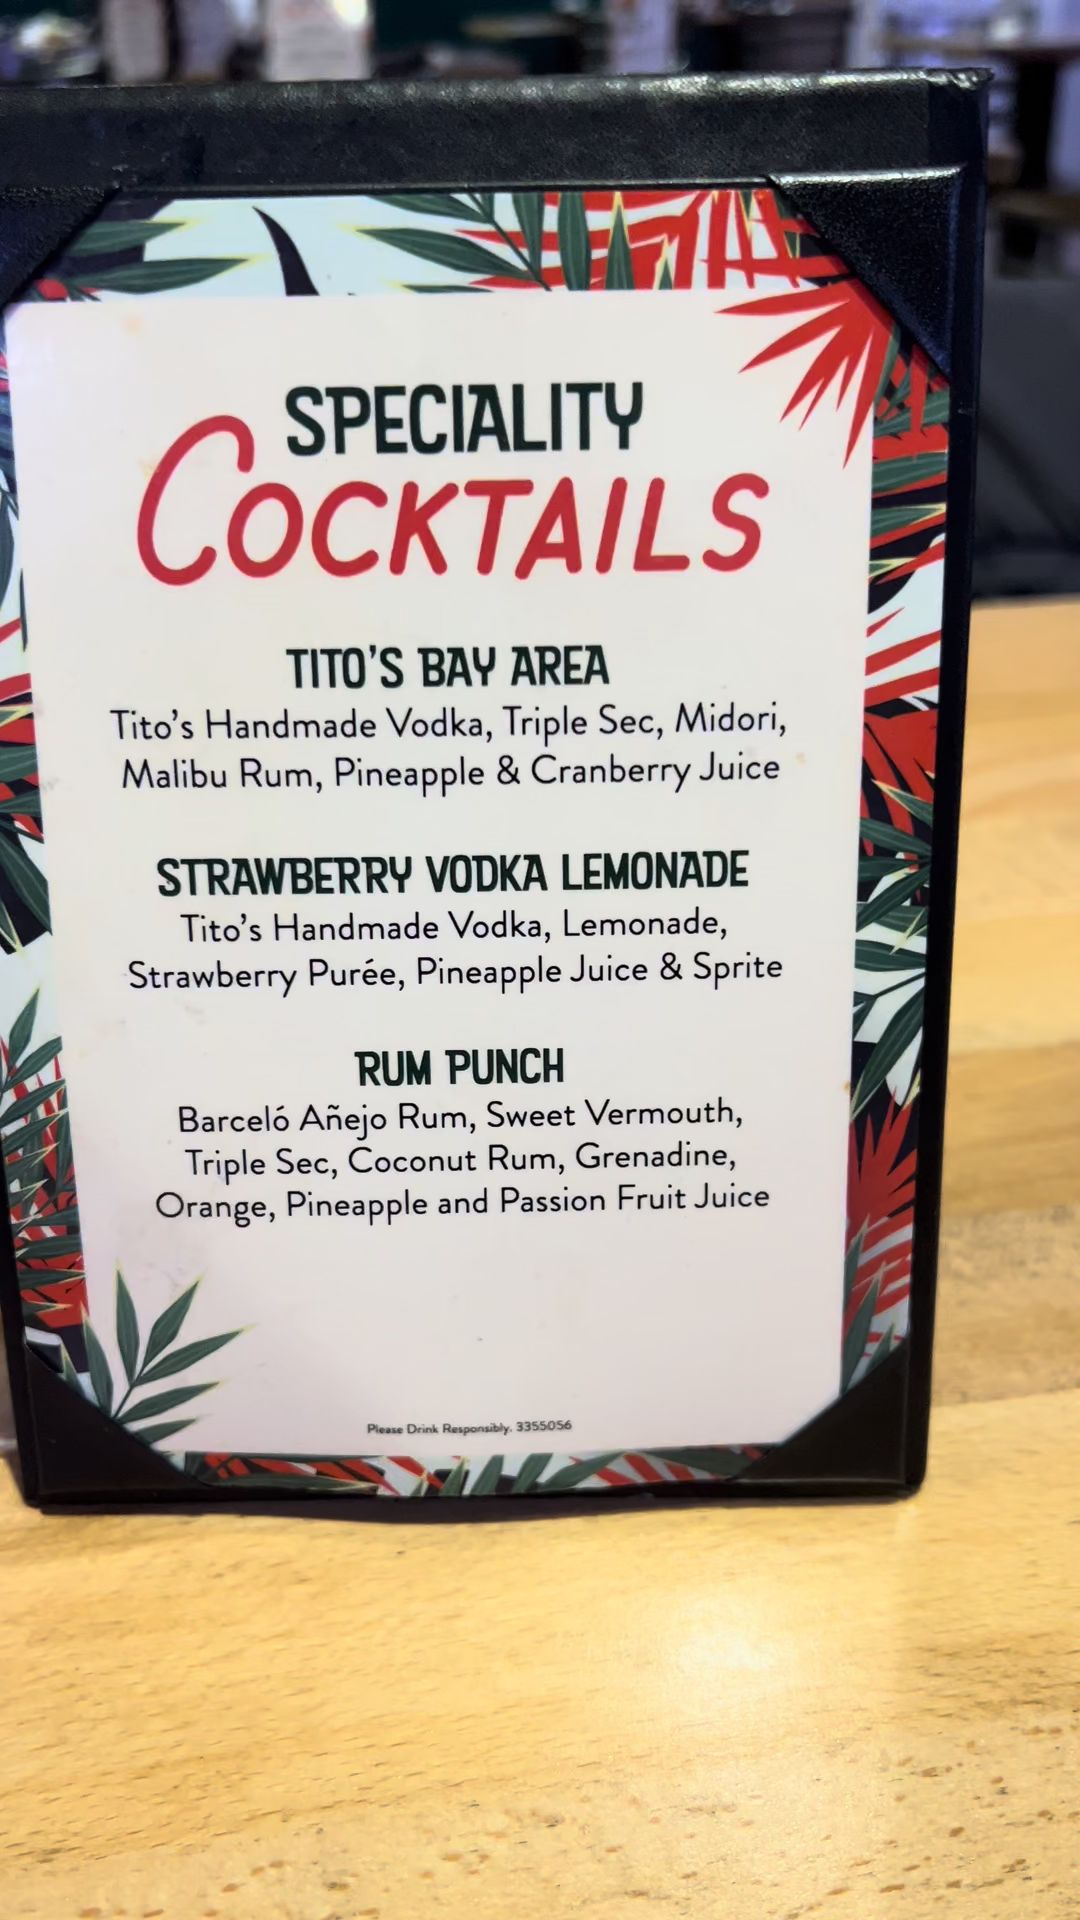 SPECIALITY
COCKTAILS
TITO'S BAY AREA
Tito's Handmade Vodka, Triple Sec, Midori,
Malibu Rum, Pineapple & Cranberry Juice
STRAWBERRY VODKA LEMONADE
Tito's Handmade Vodka, Lemonade,
Strawberry Purée, Pineapple Juice & Sprite
RUM PUNCH
Barceló Añejo Rum, Sweet Vermouth,
Triple Sec, Coconut Rum, Grenadine,
Orange, Pineapple and Passion Fruit Juice
Please Drink Responsibly. 3355056